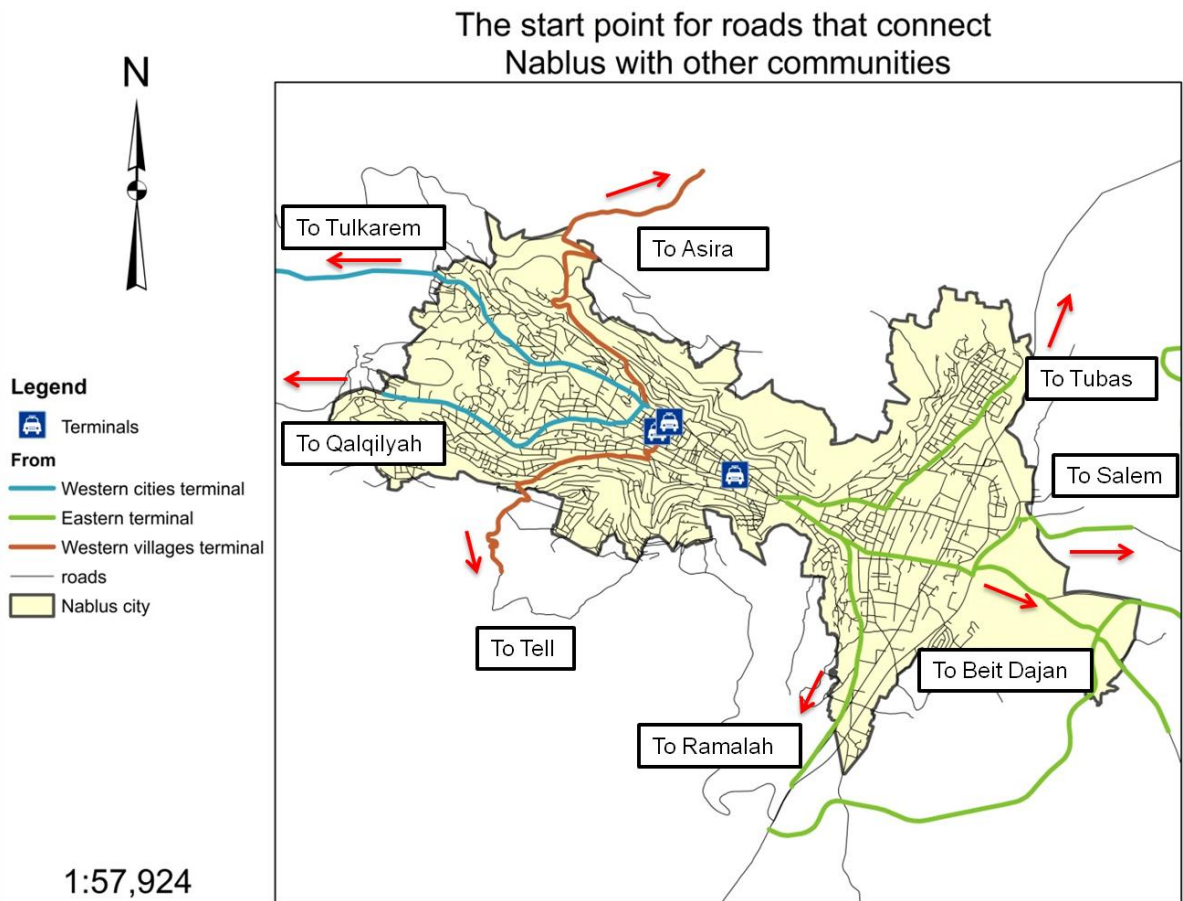 The start point for roads that connect
Nablus with other communities
N
To Tulkarem
To Asira
To Tubas
To Qalqilyah
To Salem
To Tell
To Beit Dajan
To Ramalah
Legend
Terminals
From
Western cities terminal
Eastern terminal
Western villages terminal
roads
Nablus city
1:57,924